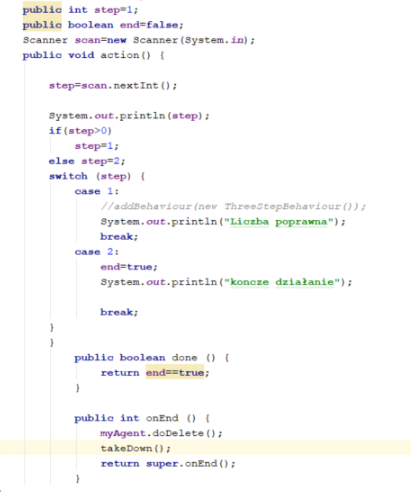 public int step=1;
public boolean end=false;
Scanner scan=new Scanner(System.in);
public void action() {
step=scan.nextInt();
System.out.println(step);
if(step>0)
step=1;
else step=2;
switch (step) {
case 1:
//addBehaviour(new ThreeStepBehaviour());
System.out.println("Liczba poprawna");
break;
case 2:
end=true;
System.out.println("koncze działanie");
break;
}
}
public boolean done () {
return end==true;
}
public int onEnd () {
myAgent.doDelete();
takeDown();
return super.onEnd();
}